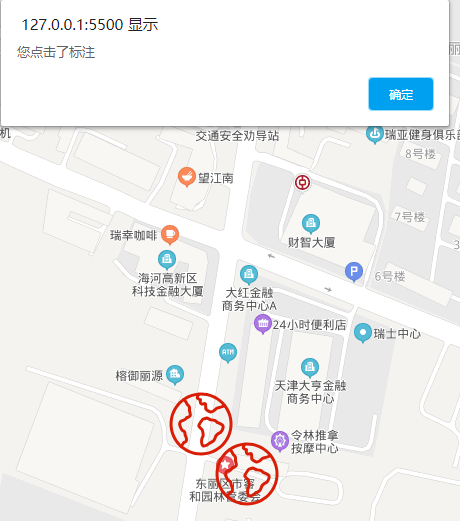 127.0.0.1:5500 显示
您点击了标注
确定
机
交通安全劝导站
瑞亚健身俱乐部
8号楼
望江南
7号楼
瑞幸咖啡
财智大厦
海河高新区
科技金融大厦
P
6号楼
大红金融
商务中心A
24小时便利店
瑞士中心
ATM
榕御丽源
天津大亨金融
商务中心
令林推拿
按摩中心
东丽区市容
和园林管委会